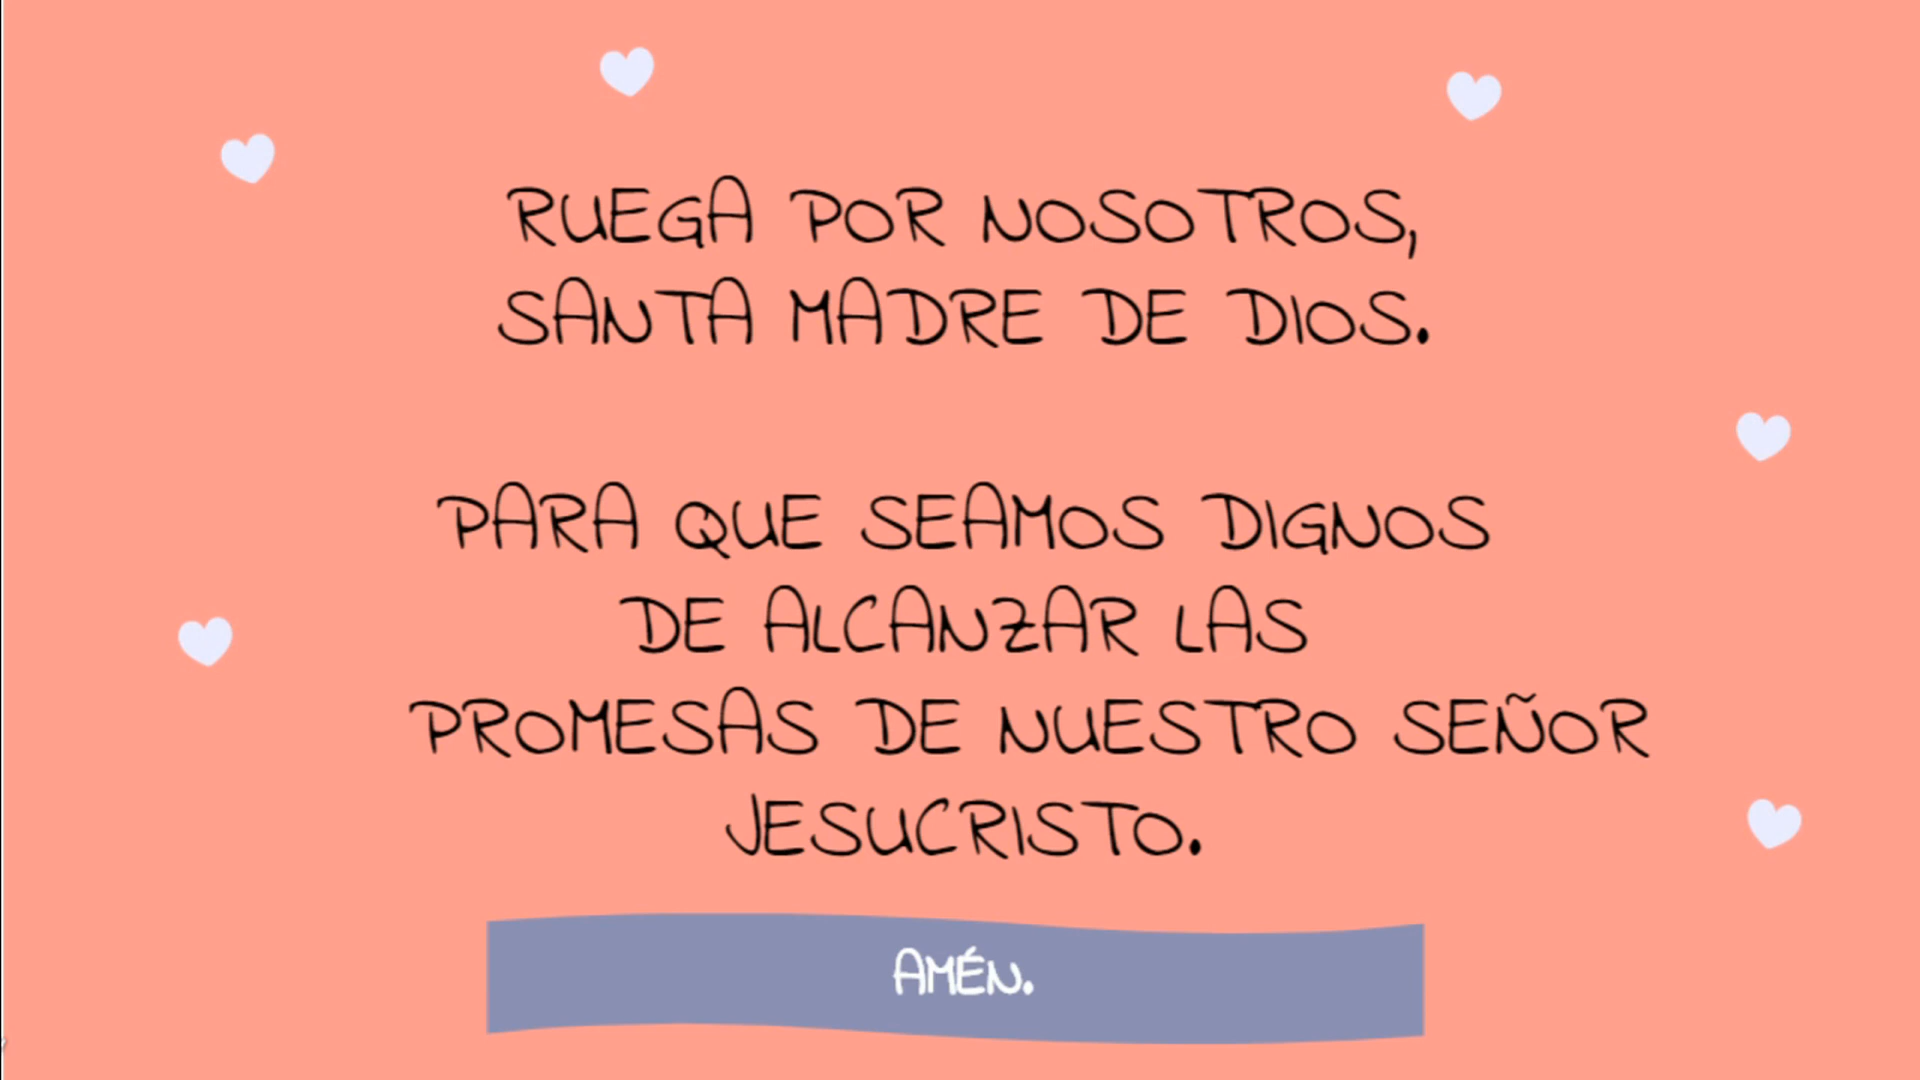 RUEGA POR NOSOTROS,
SANTA MADRE DE DIOS.
PARA QUE SEAMOS DIGNOS
DE ALCANZAR LAS
PROMESAS DE NUESTRO SEÑOR
JESUCRISTO.
AMÉN.